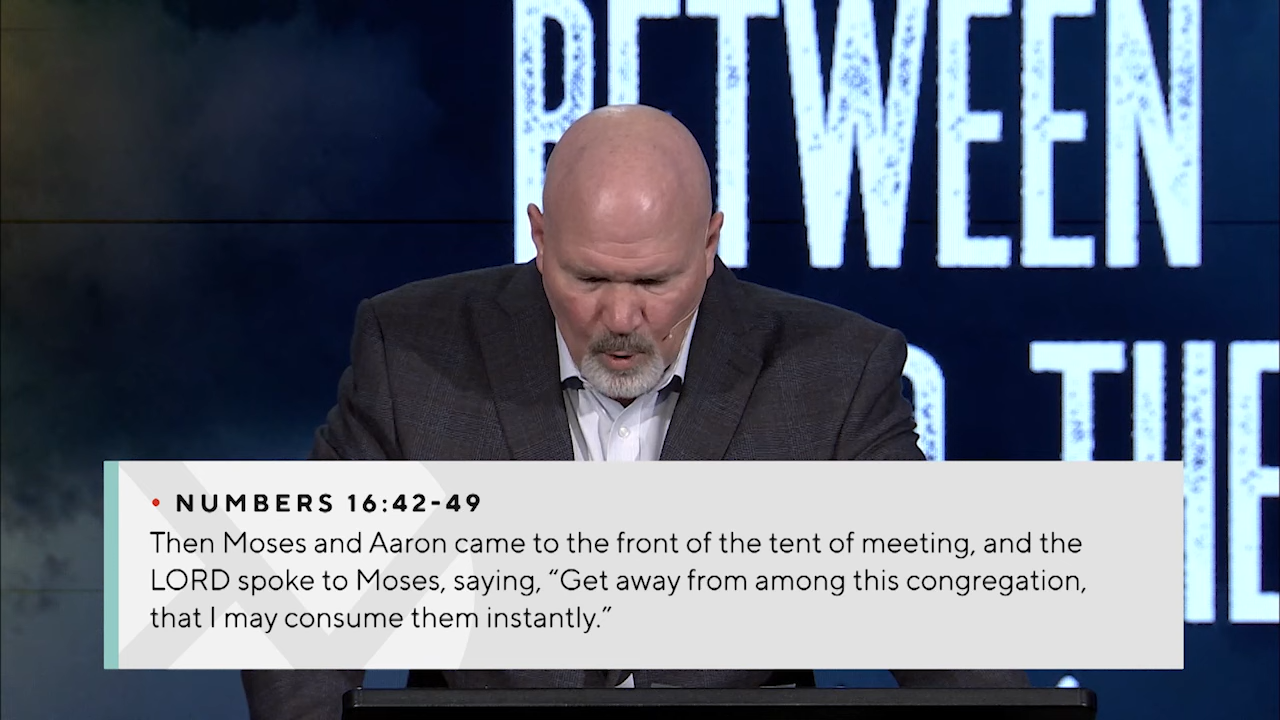 BETWEEN
THE
• NUMBERS 16:42-49
Then Moses and Aaron came to the front of the tent of meeting, and the
LORD spoke to Moses, saying, “Get away from among this congregation,
that I may consume them instantly.”